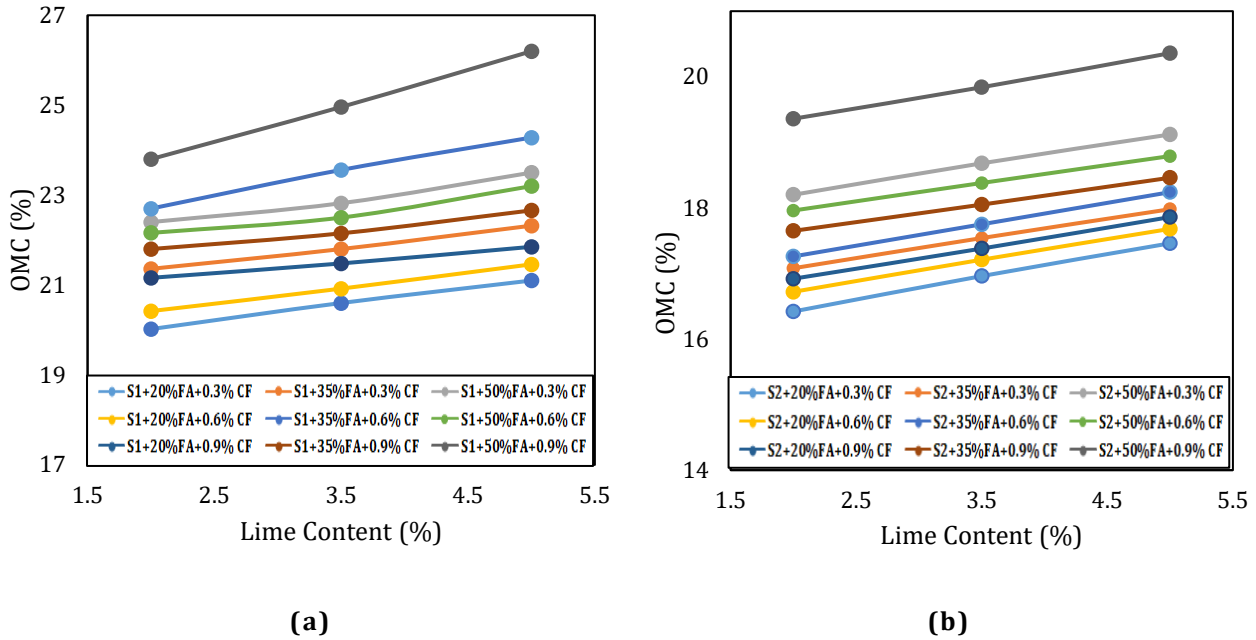 27
25
23
21
19
17
OMC (%)
S1+20%FA+0.3% CF S1+35%FA+0.3% CF S1+50%FA+0.3% CF
S1+20%FA+0.6% CF S1+35%FA+0.6% CF S1+50%FA+0.6% CF
S1+20%FA+0.9% CF S1+35%FA+0.9% CF S1+50%FA+0.9% CF
1.5 2.5 3.5 4.5 5.5
Lime Content (%)
(a)
20
18
16
14
OMC (%)
S2+20%FA+0.3% CF S2+35%FA+0.3% CF S2+50%FA+0.3% CF
S2+20%FA+0.6% CF S2+35%FA+0.6% CF S2+50%FA+0.6% CF
S2+20%FA+0.9% CF S2+35%FA+0.9% CF S2+50%FA+0.9% CF
1.5 2.5 3.5 4.5 5.5
Lime Content (%)
(b)